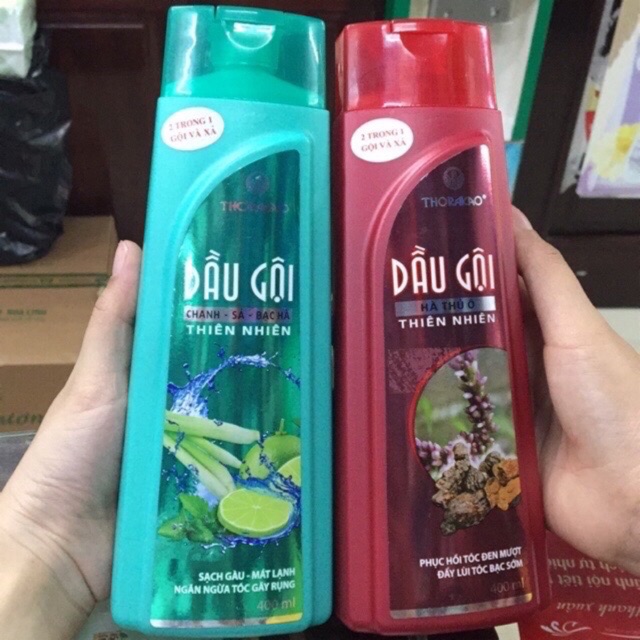 2 TRONG 1
GỘI VÀ XẢ
THORAKAO
DẦU GỘI
CHANH - SẢ - BẠC HÀ
THIÊN NHIÊN
SẠCH GÀU - MÁT LẠNH
NGĂN NGỪA TÓC GÃY RỤNG
400 ml
2 TRONG 1
GỘI VÀ XẢ
THORAKAO®
DẦU GỘI
HÀ THỦ Ô
THIÊN NHIÊN
PHỤC HỒI TÓC ĐEN MƯỢT
ĐẨY LÙI TÓC BẠC SỚM
400 ml